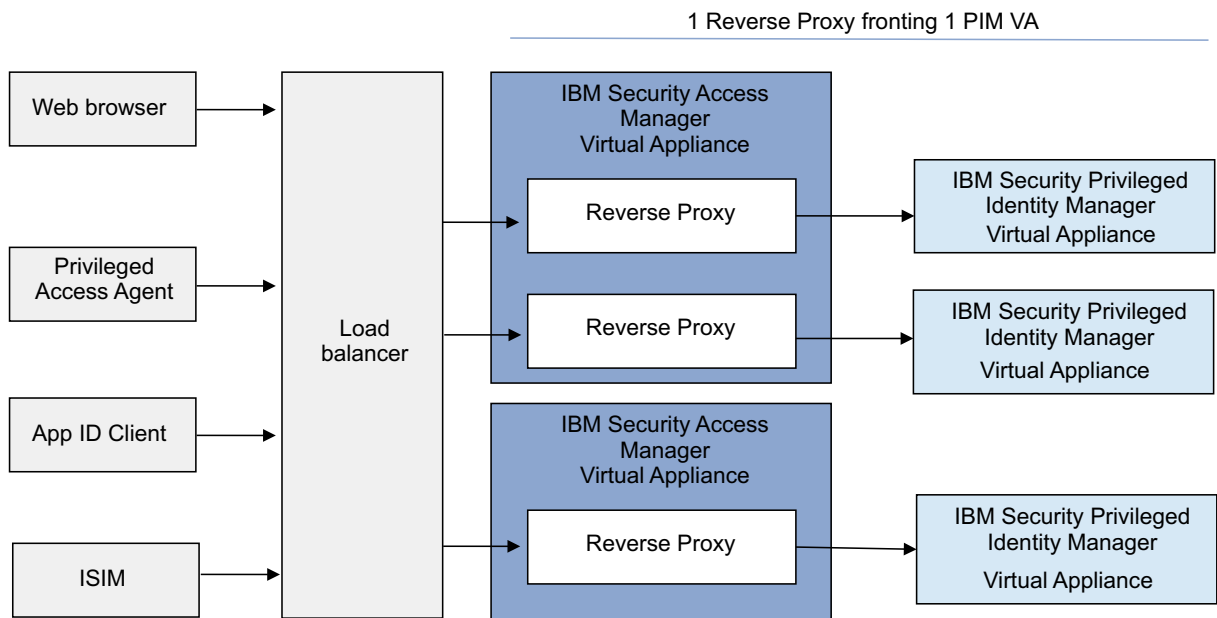 1 Reverse Proxy fronting 1 PIM VA
Web browser
Privileged
Access Agent
App ID Client
ISIM
Load
balancer
IBM Security Access
Manager
Virtual Appliance
Reverse Proxy
Reverse Proxy
IBM Security Access
Manager
Virtual Appliance
Reverse Proxy
IBM Security Privileged
Identity Manager
Virtual Appliance
IBM Security Privileged
Identity Manager
Virtual Appliance
IBM Security Privileged
Identity Manager
Virtual Appliance